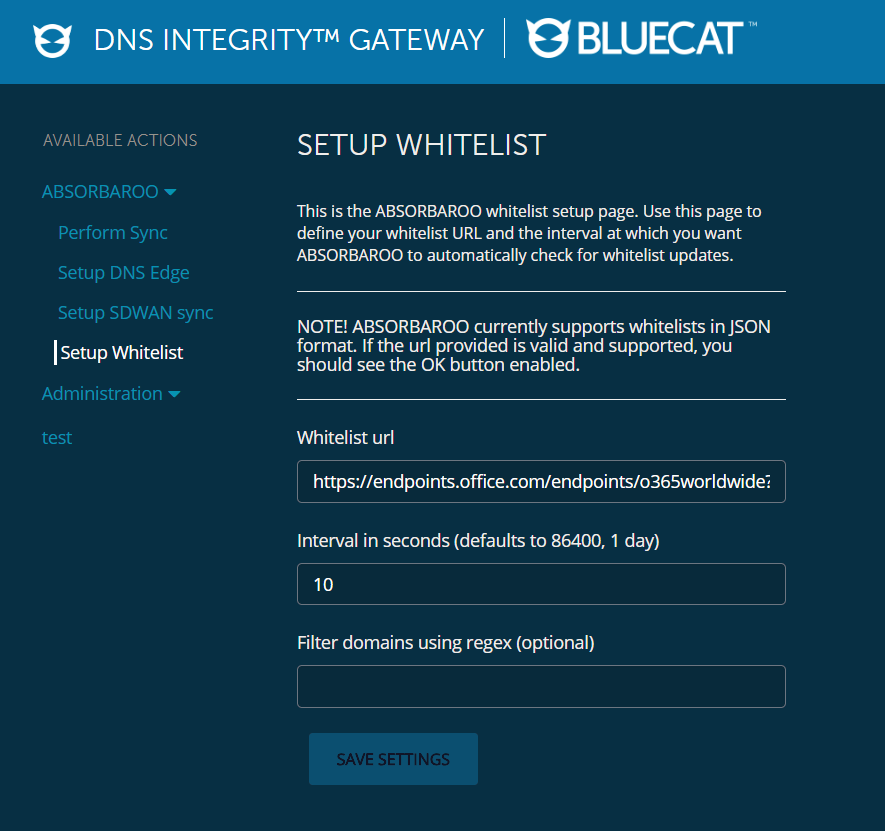 DNS INTEGRITY™ GATEWAY
BLUECAT™
AVAILABLE ACTIONS
ABSORBAROO
Perform Sync
Setup DNS Edge
Setup SDWAN sync
Setup Whitelist
Administration
test
SETUP WHITELIST
This is the ABSORBAROO whitelist setup page. Use this page to
define your whitelist URL and the interval at which you want
ABSORBAROO to automatically check for whitelist updates.
NOTE! ABSORBAROO currently supports whitelists in JSON
format. If the url provided is valid and supported, you
should see the OK button enabled.
Whitelist url
https://endpoints.office.com/endpoints/o365worldwide?
Interval in seconds (defaults to 86400, 1 day)
10
Filter domains using regex (optional)
SAVE SETTINGS